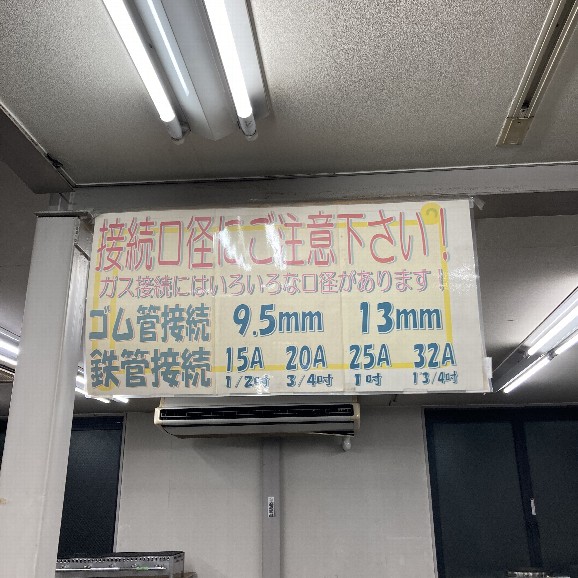 接続口径にご注意下さい!
ガス接続にはいろいろな口径があります!
ゴム管接続 9.5mm 13mm
鉄管接続 15A 20A 25A 32A
1/2吋 3/4吋 1吋 1 3/4吋